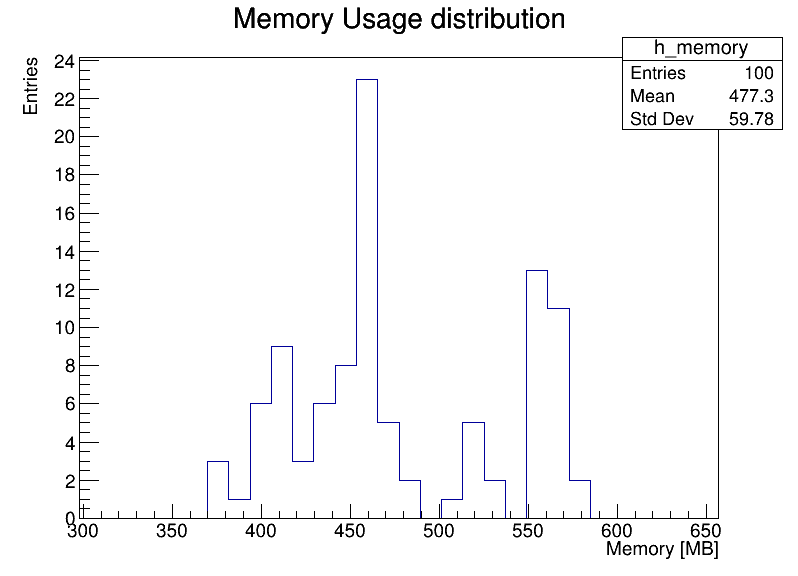 Memory Usage distribution
h_memory
Entries 100
Mean 477.3
Std Dev 59.78
Entries
24
22
20
18
16
14
12
10
8
6
4
2
0
300 350 400 450 500 550 600 650
Memory [MB]